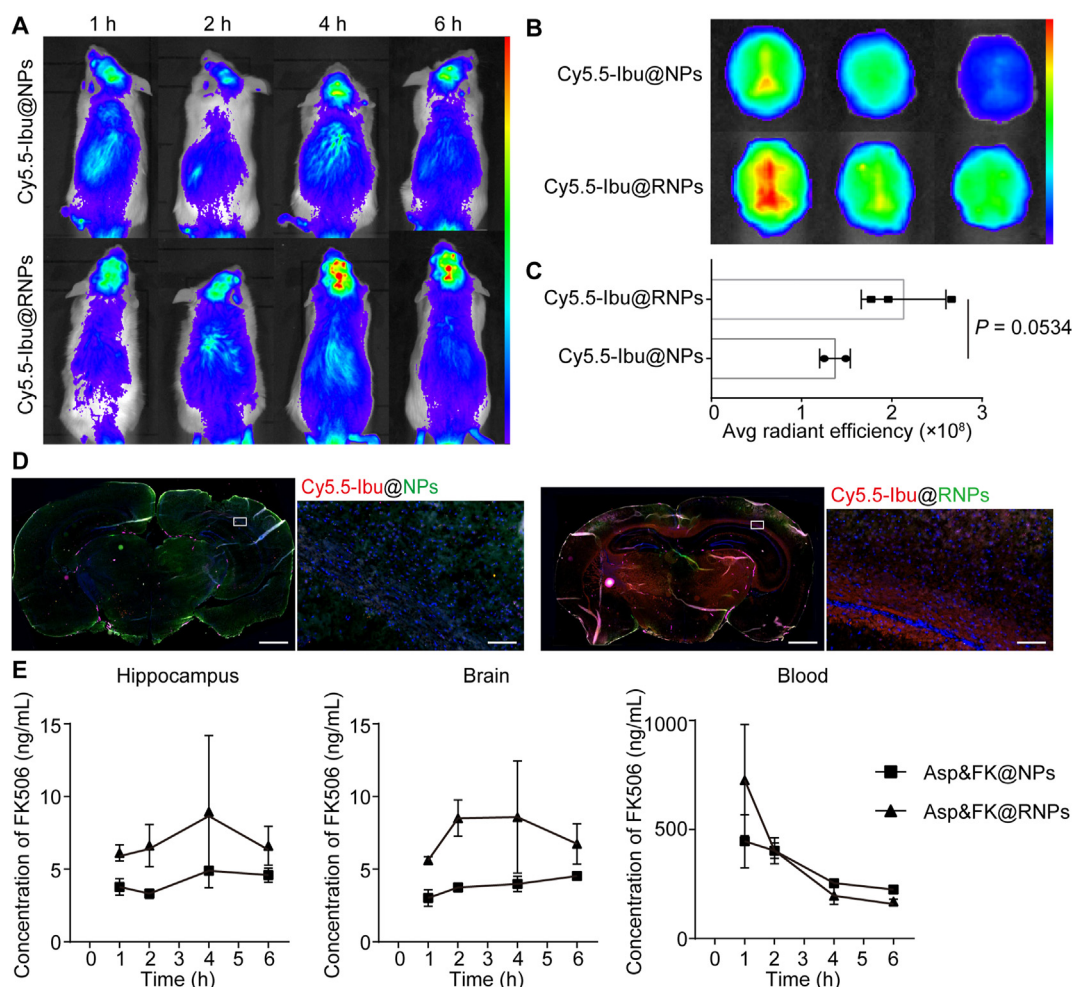 A
1 h 2 h 4 h 6 h
Cy5.5-Ibu@NPs
Cy5.5-Ibu@RNPs
B
Cy5.5-Ibu@NPs
Cy5.5-Ibu@RNPs
C
Cy5.5-Ibu@RNPs
Cy5.5-Ibu@NPs
P = 0.0534
0 1 2 3
Avg radiant efficiency (×10⁸)
D
Cy5.5-Ibu@NPs
Cy5.5-Ibu@RNPs
E
Hippocampus
Concentration of FK506 (ng/mL)
15
10
5
0
0 1 2 4 5 6
Time (h)
Brain
Concentration of FK506 (ng/mL)
15
10
5
0
0 1 2 4 5 6
Time (h)
Blood
Concentration of FK506 (ng/mL)
1000
500
0
0 1 2 4 5 6
Time (h)
Asp&FK@NPs
Asp&FK@RNPs